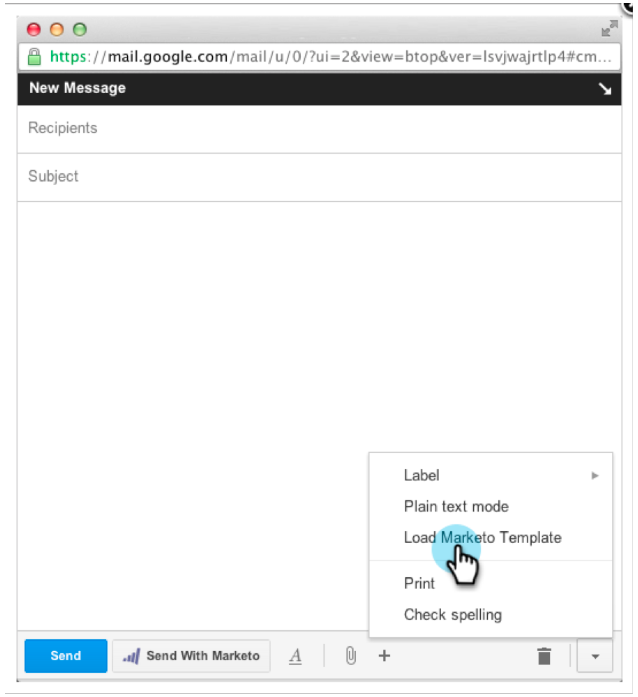 https://mail.google.com/mail/u/0/?ui=2&view=btop&ver=lsvjwajrtlp4#cm...
New Message
Recipients
Subject
Label
Plain text mode
Load Marketo Template
Print
Check spelling
Send Send With Marketo A